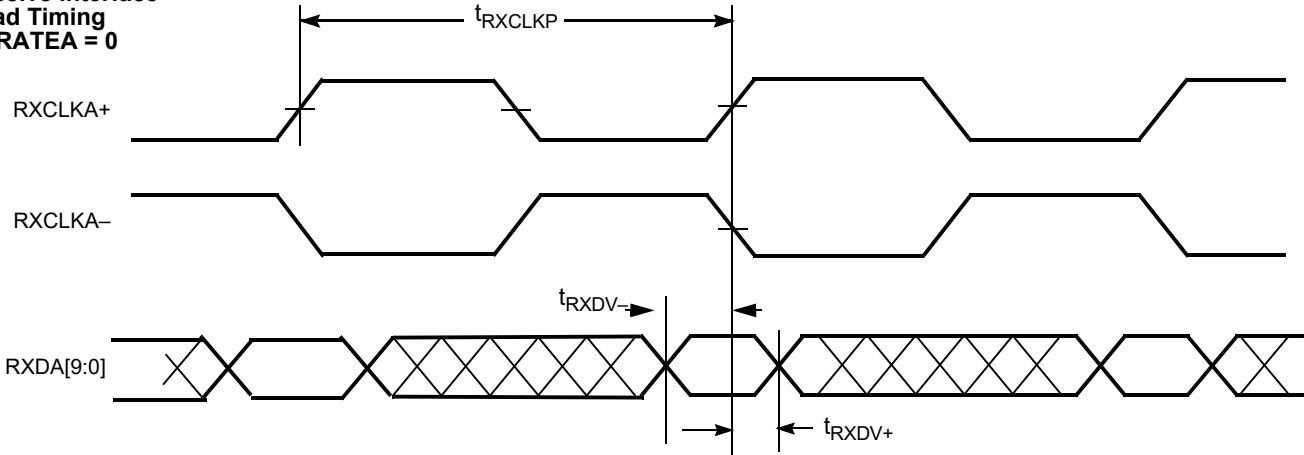 ad Timing
RATEA = 0
tRXCLKP
RXCLKA+
RXCLKA–
tRXDV–
RXDA[9:0]
tRXDV+